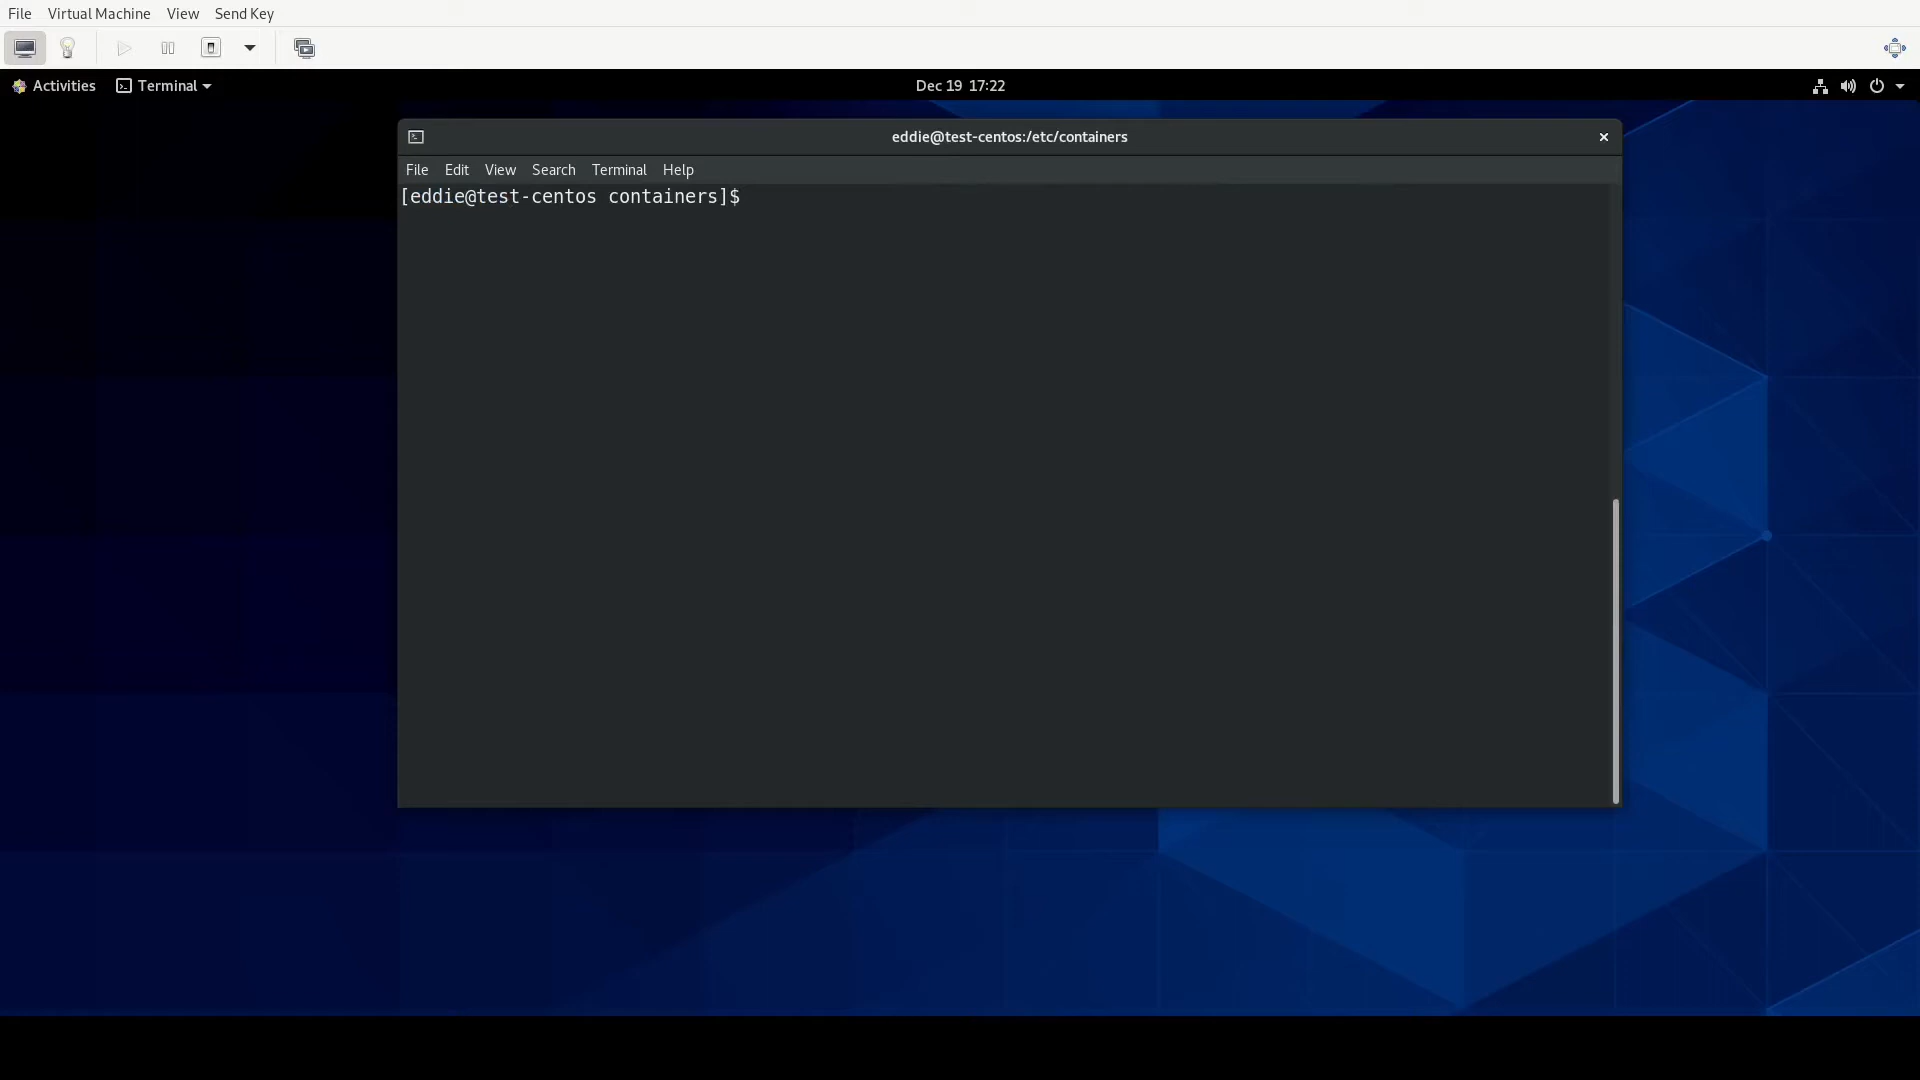 File Virtual Machine View Send Key
Activities Terminal Dec 19 17:22
eddie@test-centos:/etc/containers
File Edit View Search Terminal Help
[eddie@test-centos containers]$